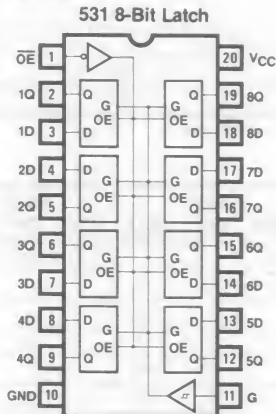 531 8-Bit Latch
OE 1 20 VCC
1Q 2 Q G G Q 19 8Q
OE OE
1D 3 D D 18 8D
2D 4 D D 17 7D
G G
OE OE
2Q 5 Q Q 16 7Q
3Q 6 Q Q 15 6Q
G G
OE OE
3D 7 D D 14 6D
4D 8 D D 13 5D
G G
OE OE
4Q 9 Q Q 12 5Q
GND 10 11 G